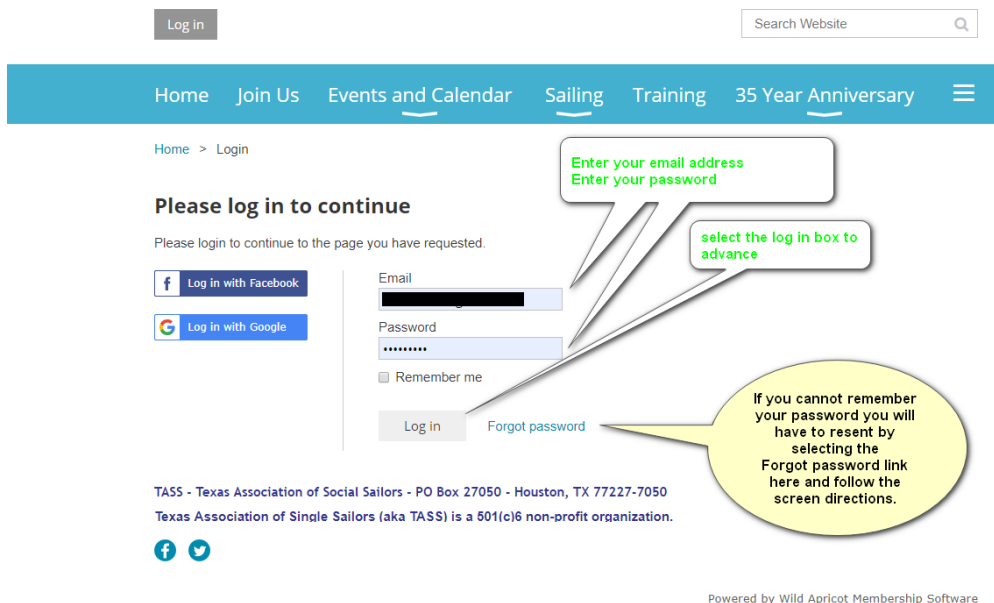 Log in
Search Website
Home Join Us Events and Calendar Sailing Training 35 Year Anniversary
Home > Login
Enter your email address
Enter your password
Please log in to continue
Please login to continue to the page you have requested.
select the log in box to
advance
Log in with Facebook
Log in with Google
Email
Password
Remember me
Log in
Forgot password
If you cannot remember
your password you will
have to resent by
selecting the
Forgot password link
here and follow the
screen directions.
TASS - Texas Association of Social Sailors - PO Box 27050 - Houston, TX 77227-7050
Texas Association of Single Sailors (aka TASS) is a 501(c)6 non-profit organization.
Powered by Wild Apricot Membership Software